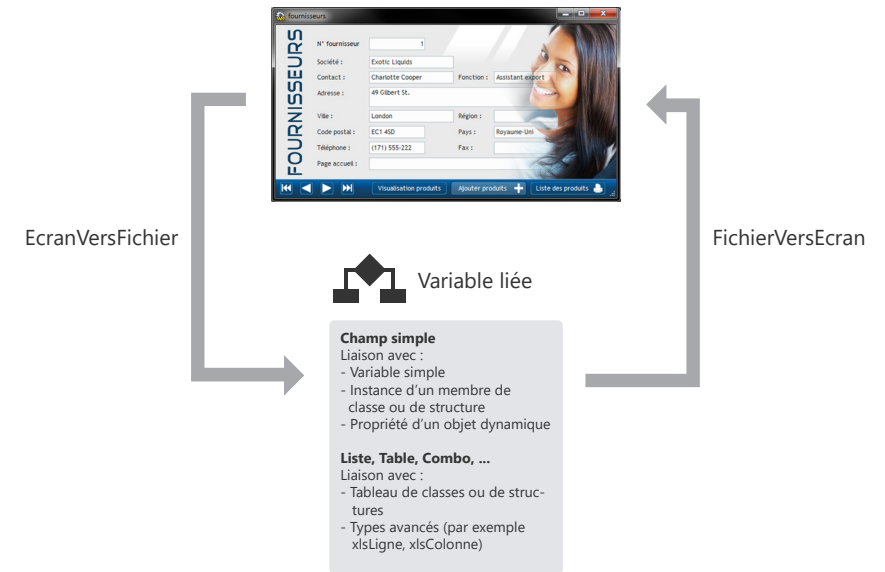 fournisseurs
FOURNISSEURS
N° fournisseur 1
Société : Exotic Liquids
Contact : Charlotte Cooper Fonction : Assistant export
Adresse : 49 Gilbert St.
Ville : London Région :
Code postal : EC1 4SD Pays : Royaume-Uni
Téléphone : (171) 555-222 Fax :
Page accueil :
Visualisation produits Ajouter produits Liste des produits
EcranVersFichier
FichierVersEcran
Variable liée
Champ simple
Liaison avec :
- Variable simple
- Instance d’un membre de
classe ou de structure
- Propriété d’un objet dynamique
Liste, Table, Combo, ...
Liaison avec :
- Tableau de classes ou de struc-
tures
- Types avancés (par exemple
xlsLigne, xlsColonne)